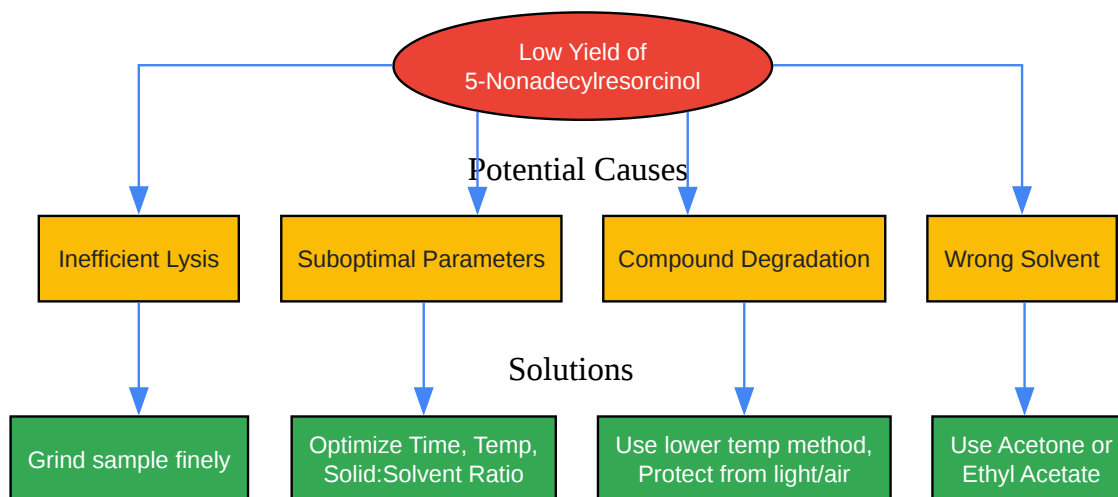 Low Yield of
5-Nonadecylresorcinol
Potential Causes
Inefficient Lysis
Suboptimal Parameters
Compound Degradation
Wrong Solvent
Solutions
Grind sample finely
Optimize Time, Temp,
Solid:Solvent Ratio
Use lower temp method,
Protect from light/air
Use Acetone or
Ethyl Acetate